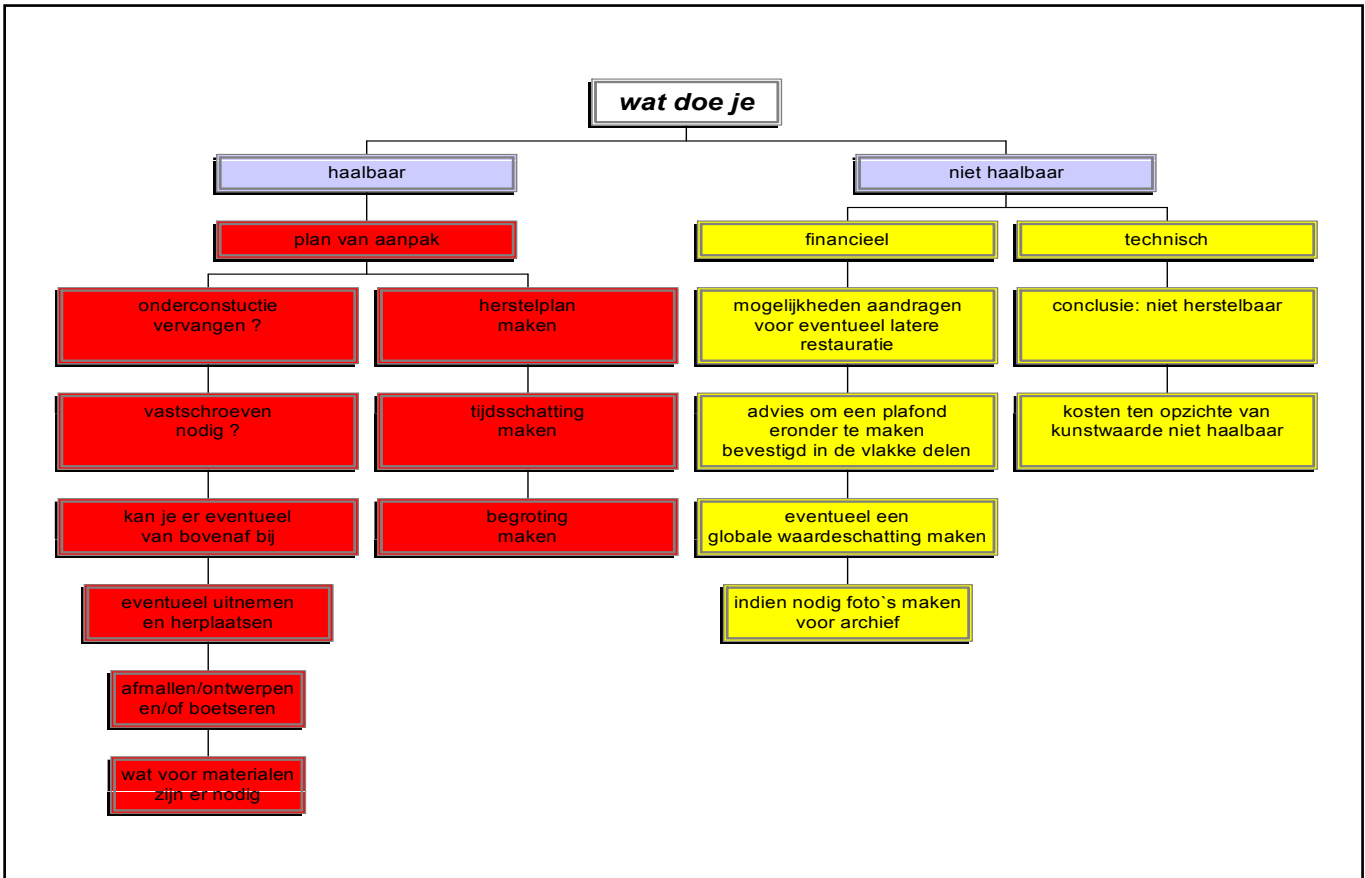 wat doe je
haalbaar
niet haalbaar
plan van aanpak
financieel
technisch
onderconstuctie
vervangen ?
herstelplan
maken
mogelijkheden aandragen
voor eventueel latere
restauratie
conclusie: niet herstelbaar
vastschroeven
nodig ?
tijdsschatting
maken
advies om een plafond
eronder te maken
bevestigd in de vlakke delen
kosten ten opzichte van
kunstwaarde niet haalbaar
kan je er eventueel
van bovenaf bij
begroting
maken
eventueel een
globale waardeschatting maken
eventueel uitnemen
en herplaatsen
indien nodig foto`s maken
voor archief
afmallen/ontwerpen
en/of boetseren
wat voor materialen
zijn er nodig